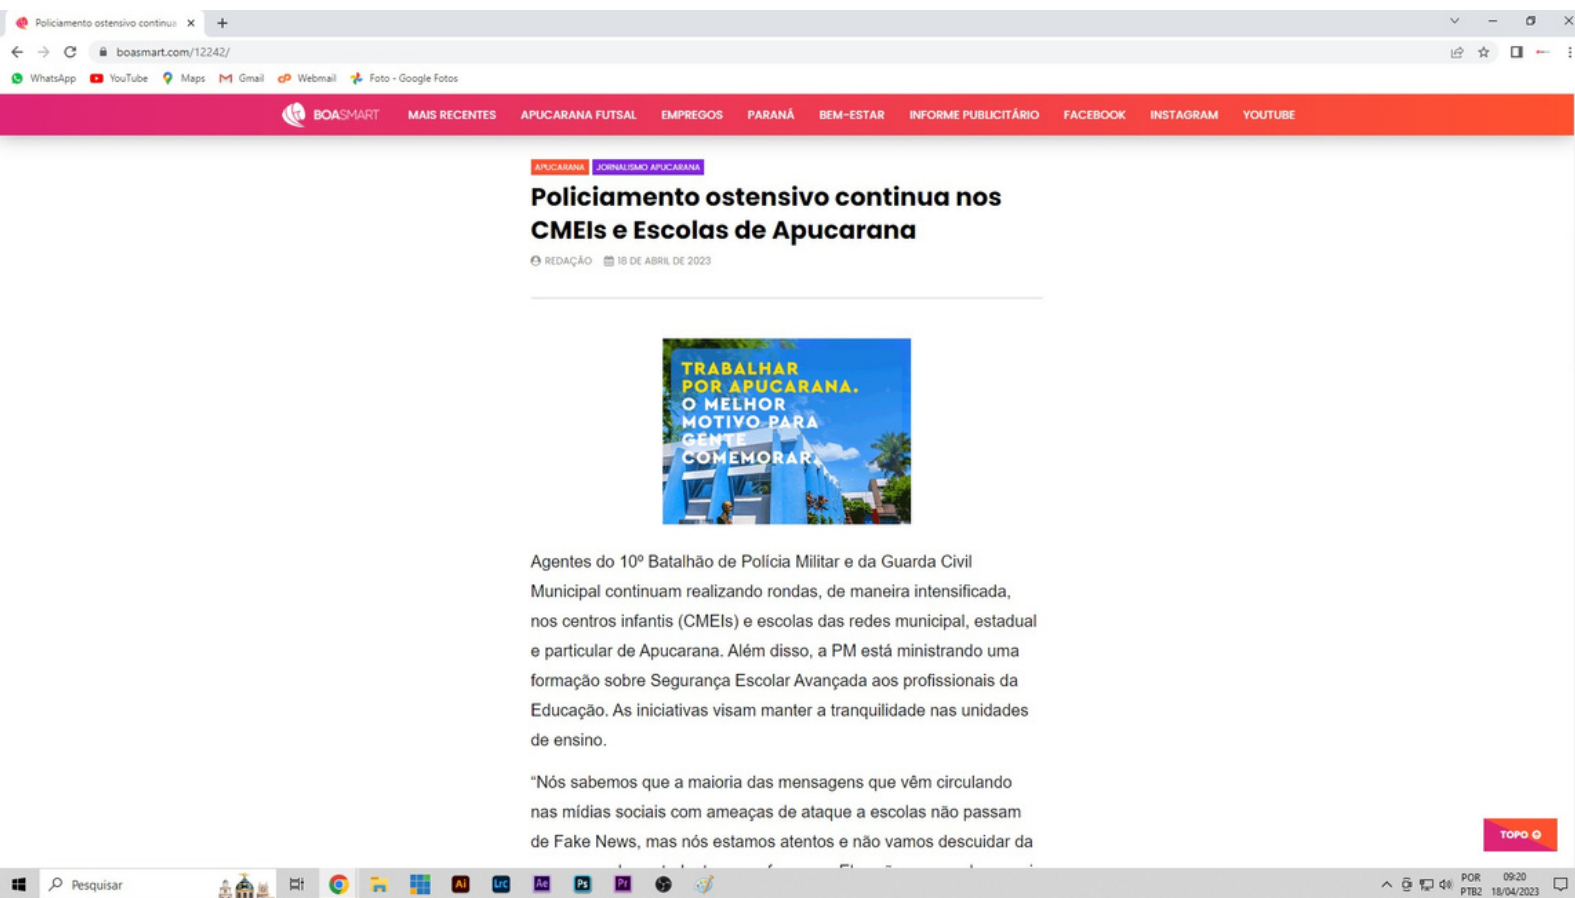 Policiamento ostensivo continua
boasmart.com/12242/
WhatsApp YouTube Maps Gmail Webmail Foto - Google Fotos
BOASMART MAIS RECENTES APUCARANA FUTSAL EMPREGOS PARANÁ BEM-ESTAR INFORME PUBLICITÁRIO FACEBOOK INSTAGRAM YOUTUBE
APUCARANA JORNALISMO APUCARANA
Policiamento ostensivo continua nos
CMEIs e Escolas de Apucarana
REDAÇÃO 18 DE ABRIL DE 2023
TRABALHAR
POR APUCARANA.
O MELHOR
MOTIVO PARA
GENTE
COMEMORAR.
Agentes do 10º Batalhão de Polícia Militar e da Guarda Civil
Municipal continuam realizando rondas, de maneira intensificada,
nos centros infantis (CMEIs) e escolas das redes municipal, estadual
e particular de Apucarana. Além disso, a PM está ministrando uma
formação sobre Segurança Escolar Avançada aos profissionais da
Educação. As iniciativas visam manter a tranquilidade nas unidades
de ensino.
“Nós sabemos que a maioria das mensagens que vêm circulando
nas mídias sociais com ameaças de ataque a escolas não passam
de Fake News, mas nós estamos atentos e não vamos descuidar da
TOPO
Pesquisar Ai Lrc Ae Ps Pr POR 09:20
PTB2 18/04/2023